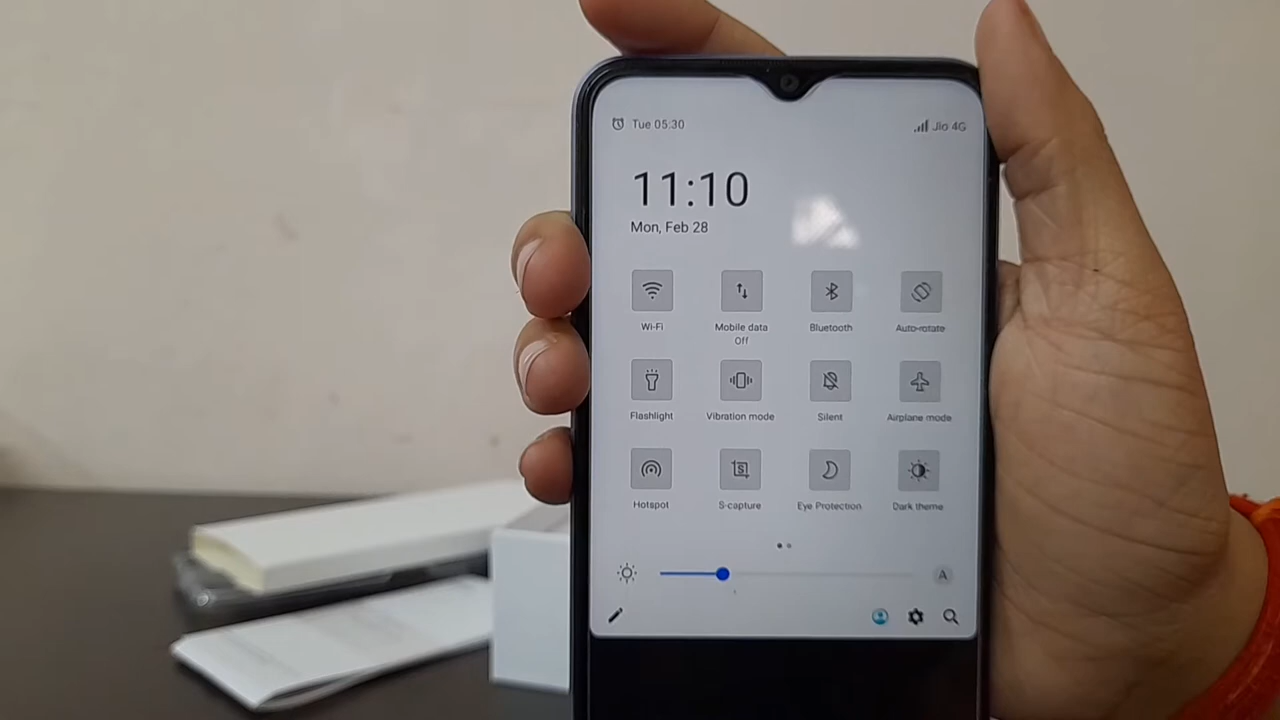 Tue 05:30
Jio 4G
11:10
Mon, Feb 28
Wi-Fi
Mobile data
Off
Bluetooth
Auto-rotate
Flashlight
Vibration mode
Silent
Airplane mode
Hotspot
S-capture
Eye Protection
Dark theme
A